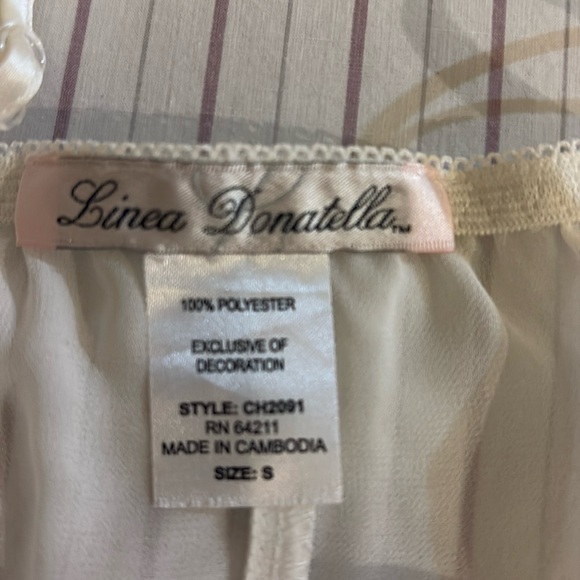 Linea Donatella™
100% POLYESTER
EXCLUSIVE OF
DECORATION
STYLE: CH2091
RN 64211
MADE IN CAMBODIA
SIZE: S